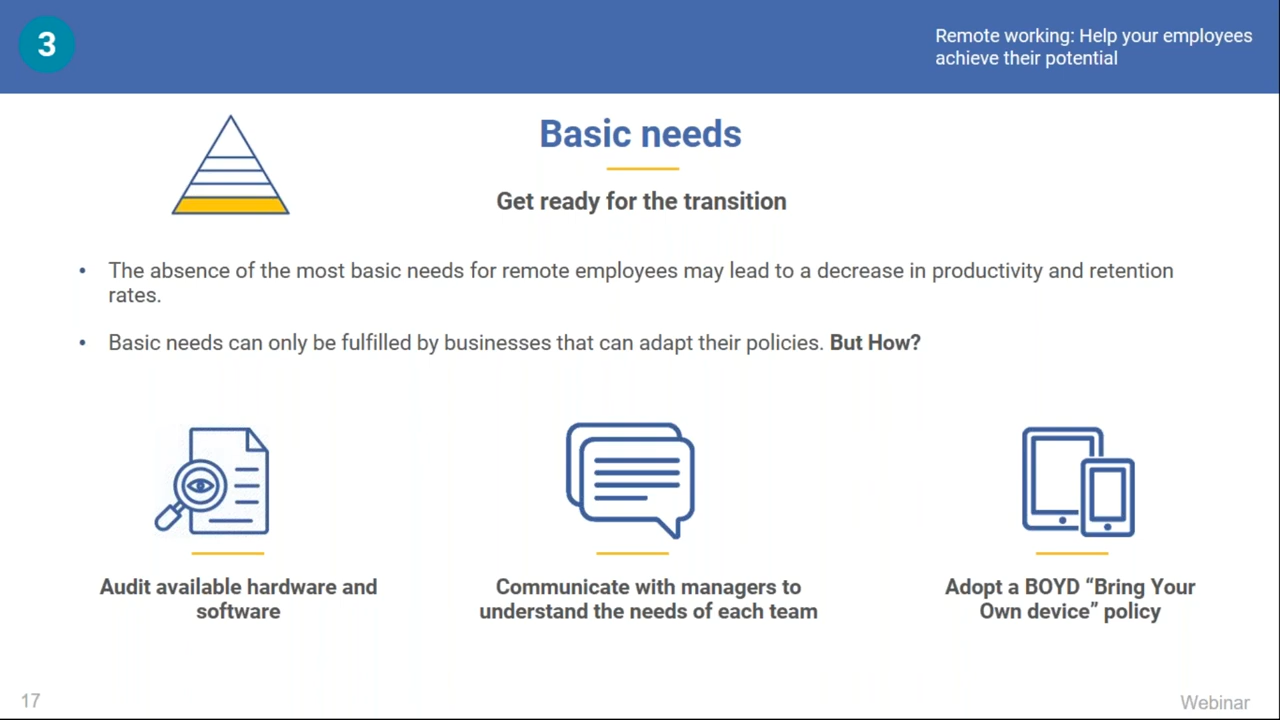 3
Remote working: Help your employees
achieve their potential
Basic needs
Get ready for the transition
• The absence of the most basic needs for remote employees may lead to a decrease in productivity and retention
rates.
• Basic needs can only be fulfilled by businesses that can adapt their policies. But How?
Audit available hardware and
software
Communicate with managers to
understand the needs of each team
Adopt a BOYD “Bring Your
Own device” policy
17
Webinar